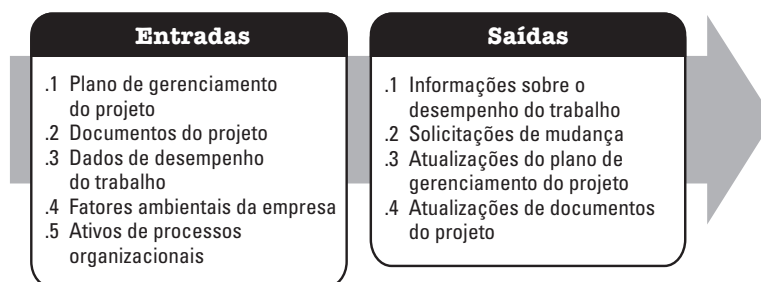 Entradas
.1 Plano de gerenciamento
do projeto
.2 Documentos do projeto
.3 Dados de desempenho
do trabalho
.4 Fatores ambientais da empresa
.5 Ativos de processos
organizacionais
Saídas
.1 Informações sobre o
desempenho do trabalho
.2 Solicitações de mudança
.3 Atualizações do plano de
gerenciamento do projeto
.4 Atualizações de documentos
do projeto